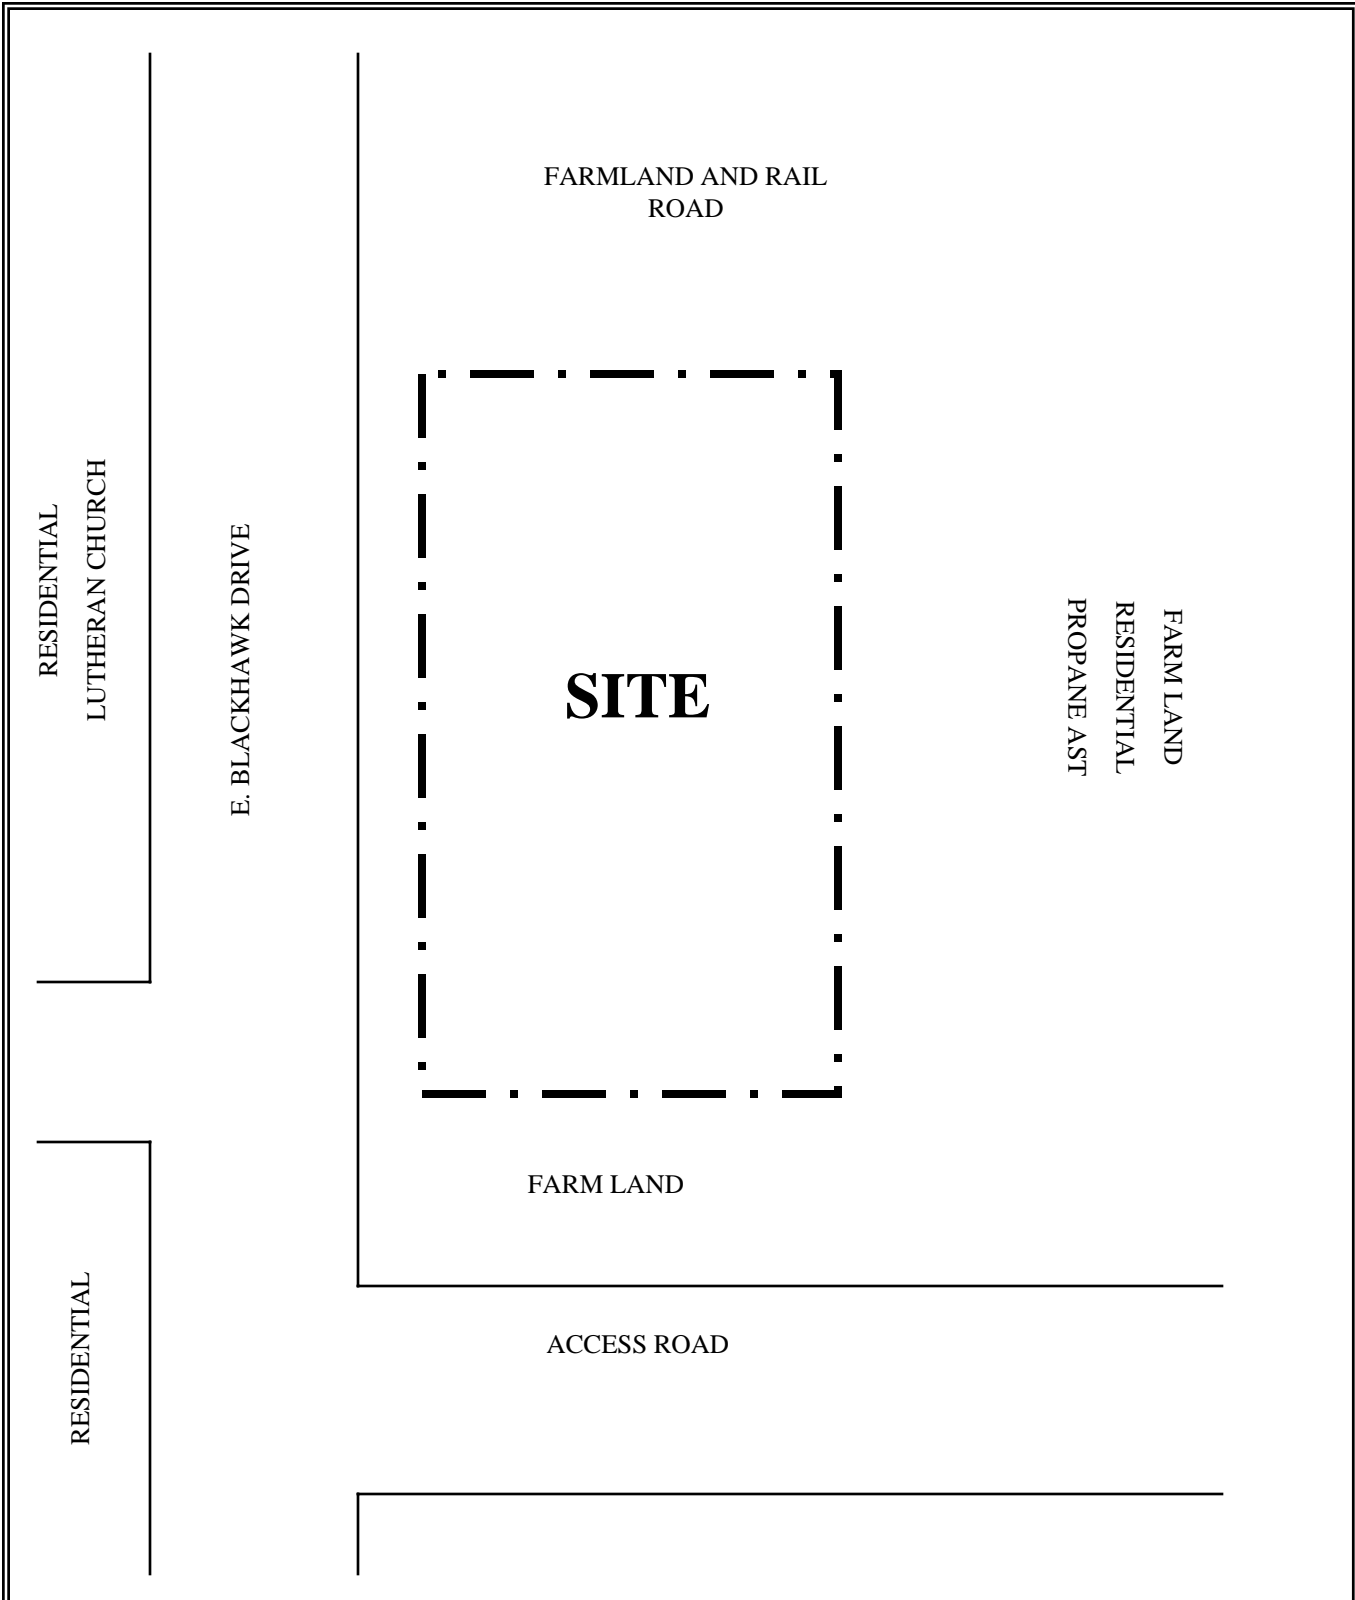 FARMLAND AND RAIL
ROAD
RESIDENTIAL
LUTHERAN CHURCH
E. BLACKHAWK DRIVE
SITE
FARM LAND
RESIDENTIAL
PROPANE AST
FARM LAND
RESIDENTIAL
ACCESS ROAD